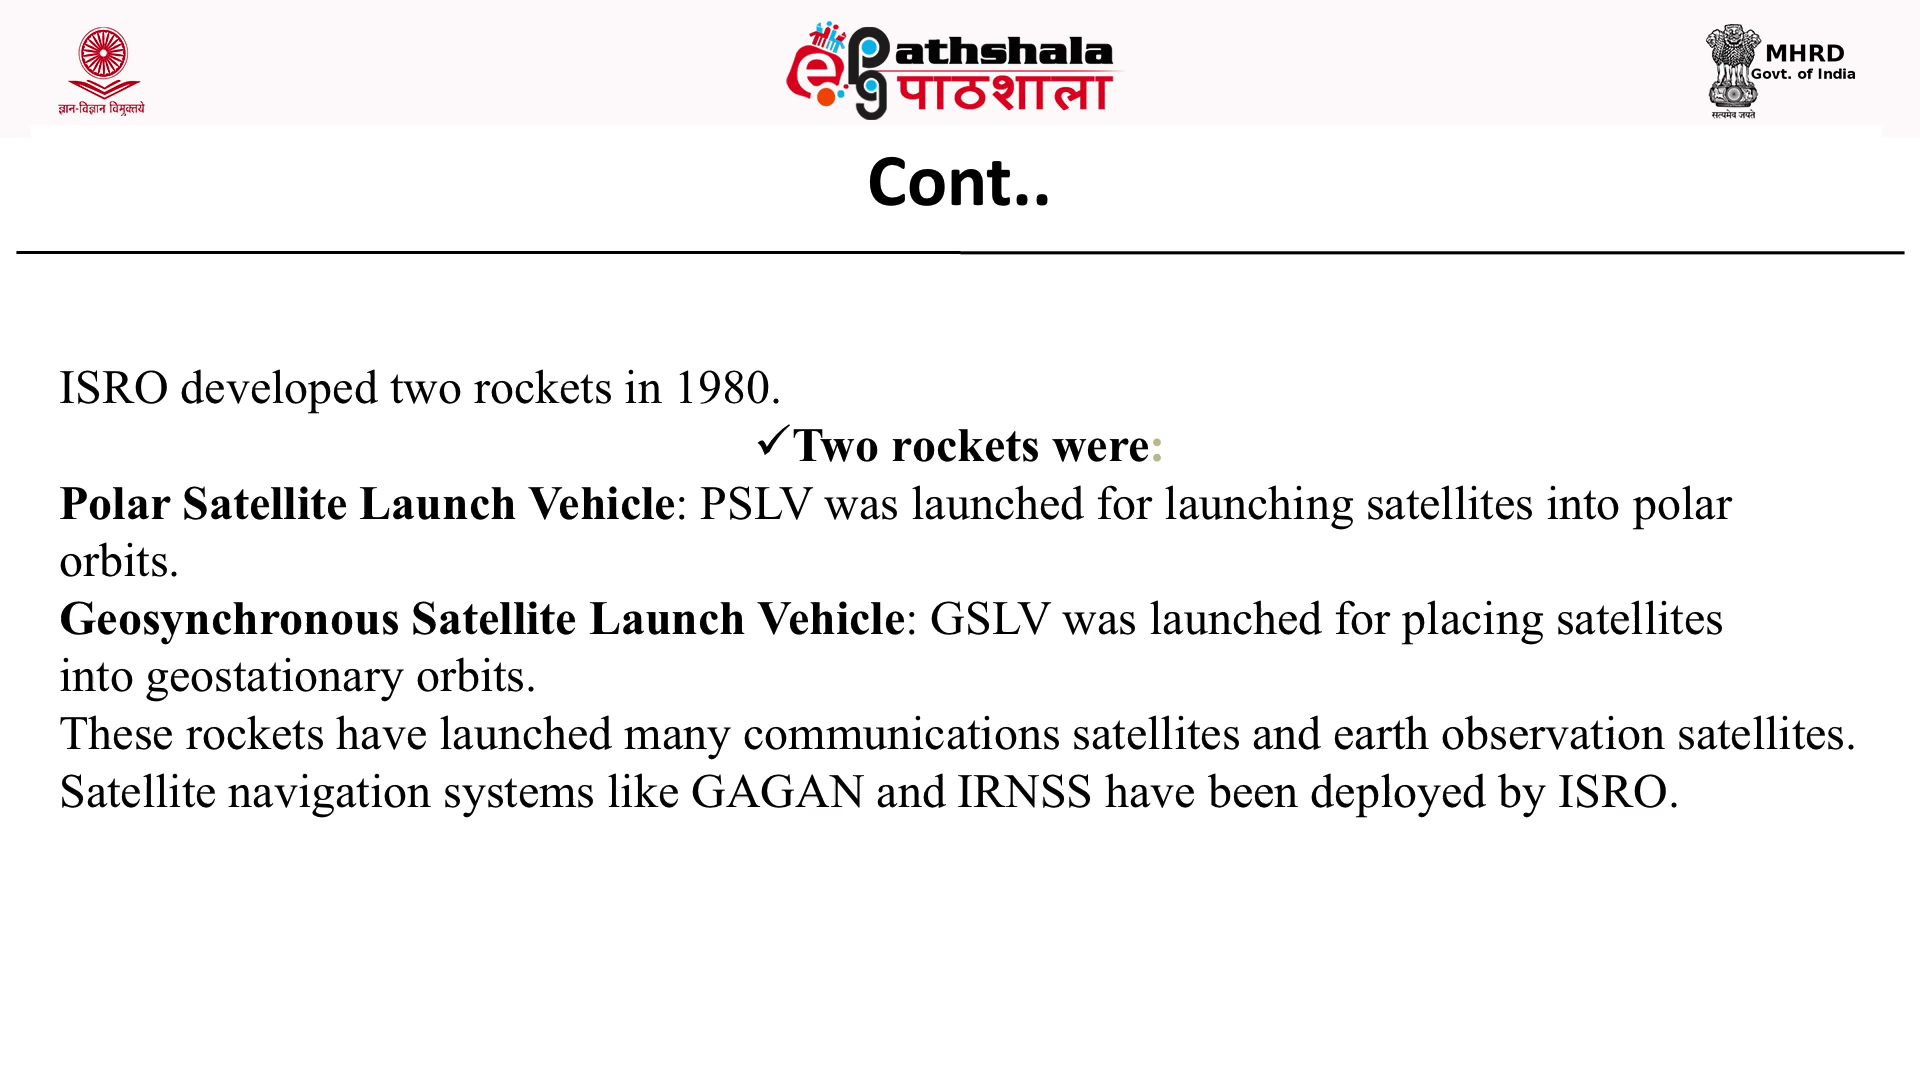 ज्ञान-विज्ञान विमुक्तये
e
Pg
athshala
पाठशाला
MHRD
Govt. of India
सत्यमेव जयते
Cont..
ISRO developed two rockets in 1980.
✓Two rockets were:
Polar Satellite Launch Vehicle: PSLV was launched for launching satellites into polar
orbits.
Geosynchronous Satellite Launch Vehicle: GSLV was launched for placing satellites
into geostationary orbits.
These rockets have launched many communications satellites and earth observation satellites.
Satellite navigation systems like GAGAN and IRNSS have been deployed by ISRO.